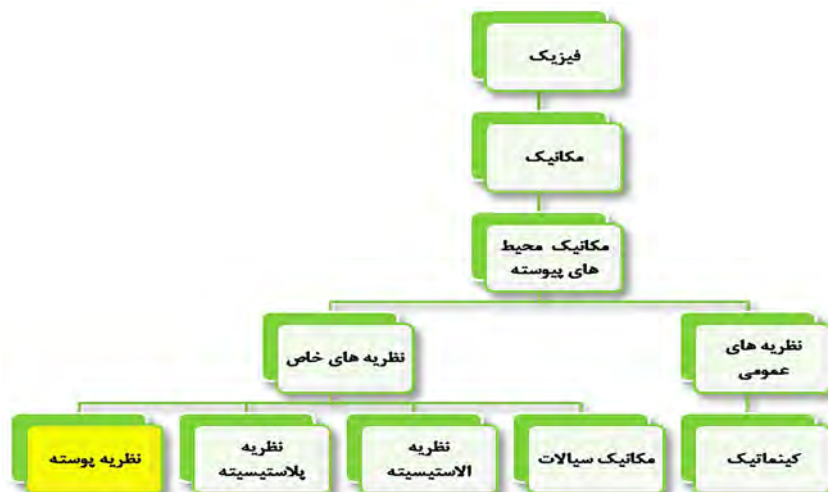 فیزیک
مکانیک
مکانیک محیط
های پیوسته
نظریه های
عمومی
نظریه های خاص
کینماتیک
مکانیک سیالات
نظریه
الاستیسیته
نظریه
پلاستیسیته
نظریه پوسته